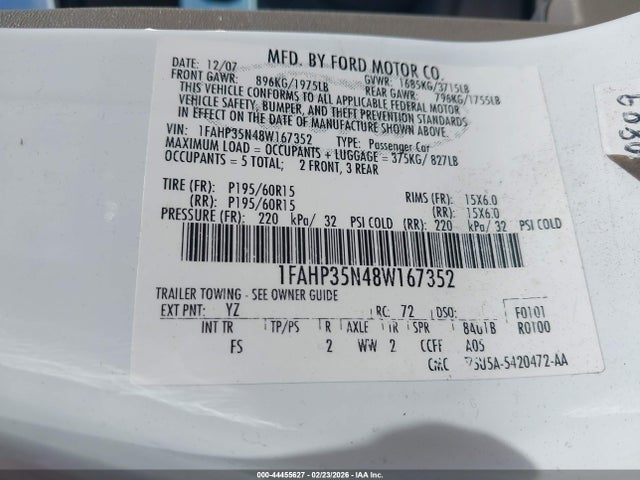 MFD. BY FORD MOTOR CO.
12/07
FRONT GAWR: 896KG/1975LB
GVWR: 1685KG/3715LB
REAR GAWR: 796KG/1755LB
THIS VEHICLE CONFORMS TO ALL APPLICABLE FEDERAL MOTOR
VEHICLE SAFETY, BUMPER, AND THEFT PREVENTION STANDARDS
IN EFFECT ON THE DATE OF MANUFACTURE SHOWN ABOVE.
VIN: 1FAHP35N48W167352 TYPE: Passenger Car
MAXIMUM LOAD = OCCUPANTS + LUGGAGE = 375KG/ 827LB
OCCUPANTS = 5 TOTAL; 2 FRONT, 3 REAR
TIRE (FR): P195/60R15 RIMS (FR): 15X6.0
(RR): P195/60R15 (RR): 15X6.0
PRESSURE (FR): 220 kPa/ 32 PSI COLD (RR): 220 kPa/ 32 PSI COLD
1FAHP35N48W167352
TRAILER TOWING - SEE OWNER GUIDE
EXT PNT: YZ RC: 72 DSO: F0101
R0100
INT TR TP/PS R AXLE TR SPR
FS 2 WW 2 CCFF A05
000-44455627 - 02/23/2026 - IAAI.com